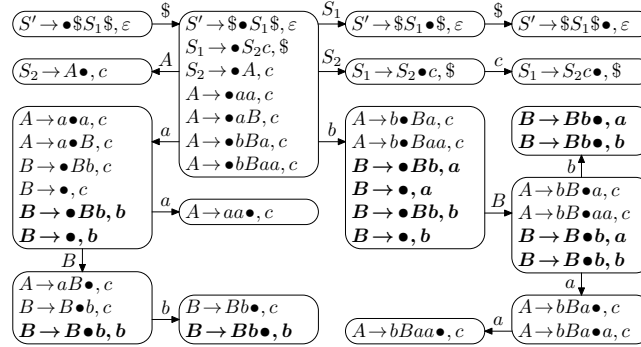 S′ → ●$S₁$, ε
$
S′ → $●S₁$, ε
S₁ → ●S₂c, $
S₂ → ●A, c
A → ●aa, c
A → ●aB, c
A → ●bBa, c
A → ●bBaa, c
S₁
S′ → $S₁●$, ε
$
S′ → $S₁$●, ε
A
S₂ → A●, c
S₂
S₁ → S₂●c, $
c
S₁ → S₂c●, $
a
A → a●a, c
A → a●B, c
B → ●Bb, c
B → ●, c
B → ●Bb, b
B → ●, b
a
A → aa●, c
b
A → b●Ba, c
A → b●Baa, c
B → ●Bb, a
B → ●, a
B → ●Bb, b
B → ●, b
B
A → bB●a, c
A → bB●aa, c
B → B●b, a
B → B●b, b
b
B → Bb●, a
B → Bb●, b
B
A → aB●, c
B → B●b, c
B → B●b, b
b
B → Bb●, c
B → Bb●, b
a
A → bBa●, c
A → bBa●a, c
a
A → bBaa●, c